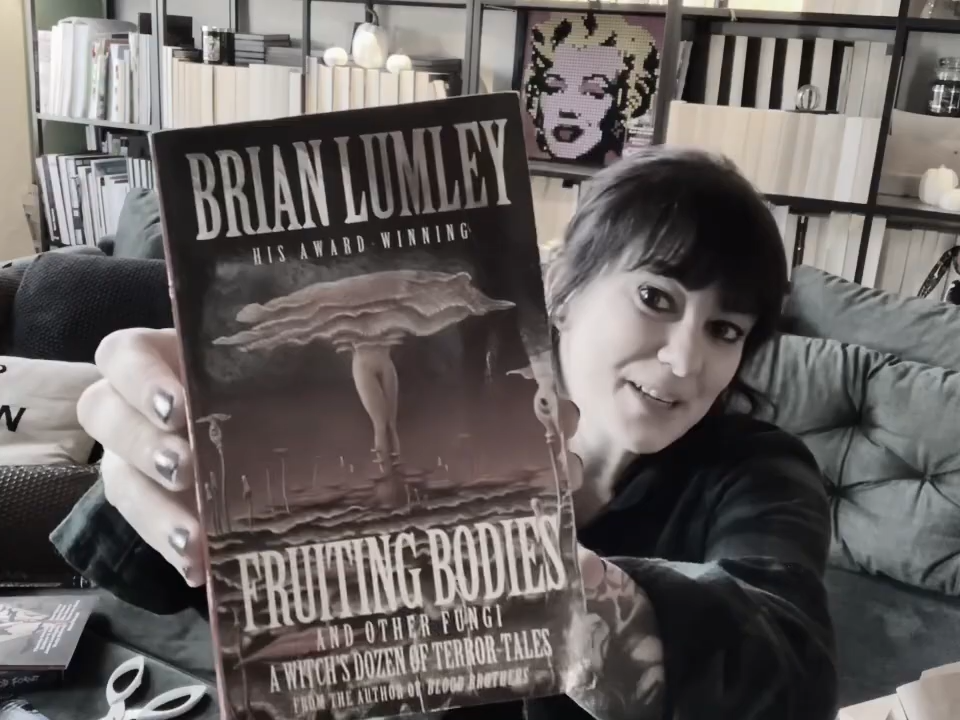 BRIAN LUMLEY
HIS AWARD-WINNING
FRUITING BODIES
AND OTHER FUNGI
A WITCH'S DOZEN OF TERROR-TALES
FROM THE AUTHOR OF BLOOD BROTHERS
W